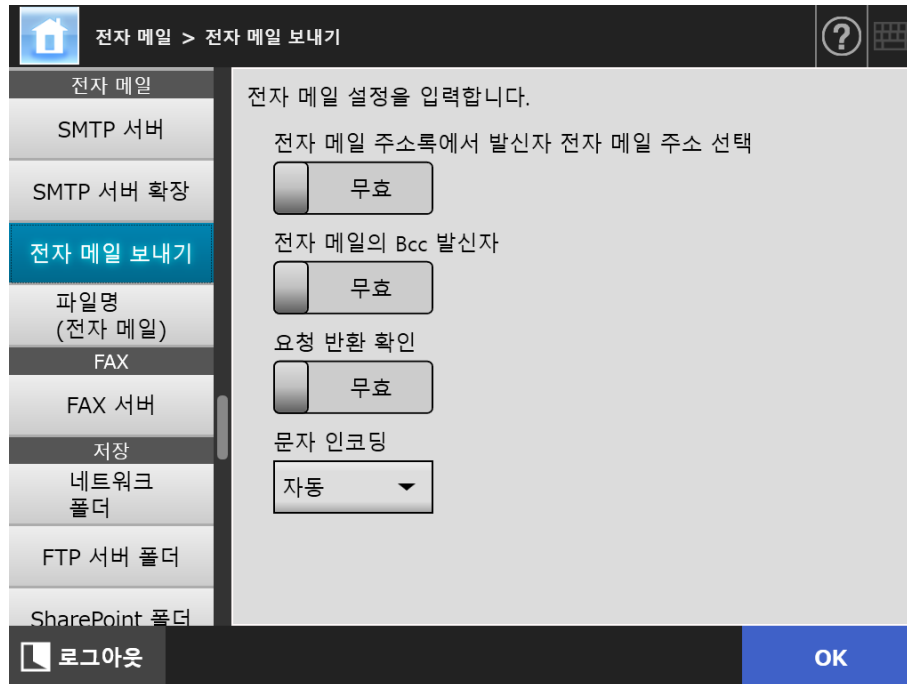 전자 메일 > 전자 메일 보내기
전자 메일
SMTP 서버
SMTP 서버 확장
전자 메일 보내기
파일명
(전자 메일)
FAX
FAX 서버
저장
네트워크
폴더
FTP 서버 폴더
SharePoint 폴더
전자 메일 설정을 입력합니다.
전자 메일 주소록에서 발신자 전자 메일 주소 선택
무효
전자 메일의 Bcc 발신자
무효
요청 반환 확인
무효
문자 인코딩
자동
로그아웃
OK